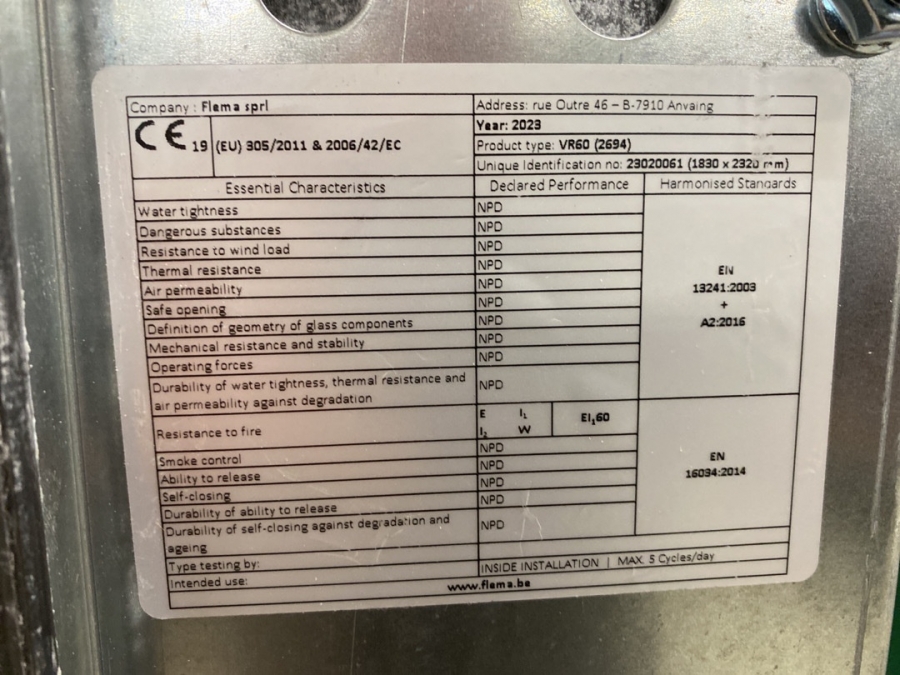 Company : Flema sprl
Address: rue Outre 46 – B-7910 Anvaing
CE 19
(EU) 305/2011 & 2006/42/EC
Year: 2023
Product type: VR60 (2694)
Unique Identification no: 23020061 (1830 x 2320 mm)
Essential Characteristics
Declared Performance
Harmonised Standards
Water tightness
NPD
Dangerous substances
NPD
Resistance to wind load
NPD
Thermal resistance
NPD
Air permeability
NPD
Safe opening
NPD
Definition of geometry of glass components
NPD
Mechanical resistance and stability
NPD
Operating forces
NPD
Durability of water tightness, thermal resistance and
air permeability against degradation
NPD
EN
13241:2003
+
A2:2016
Resistance to fire
E I₁
I₂ W
EI₁60
Smoke control
NPD
Ability to release
NPD
Self-closing
NPD
Durability of ability to release
NPD
Durability of self-closing against degradation and
ageing
NPD
EN
16034:2014
Type testing by:
Intended use:
INSIDE INSTALLATION | MAX. 5 Cycles/day
www.flema.be